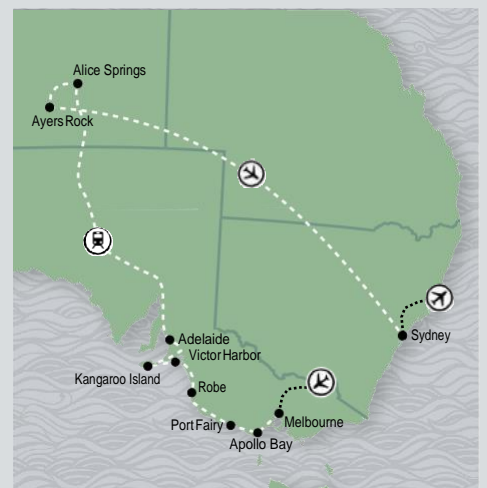 Alice Springs
Ayers Rock
Sydney
Adelaide
Victor Harbor
Kangaroo Island
Robe
Port Fairy
Melbourne
Apollo Bay